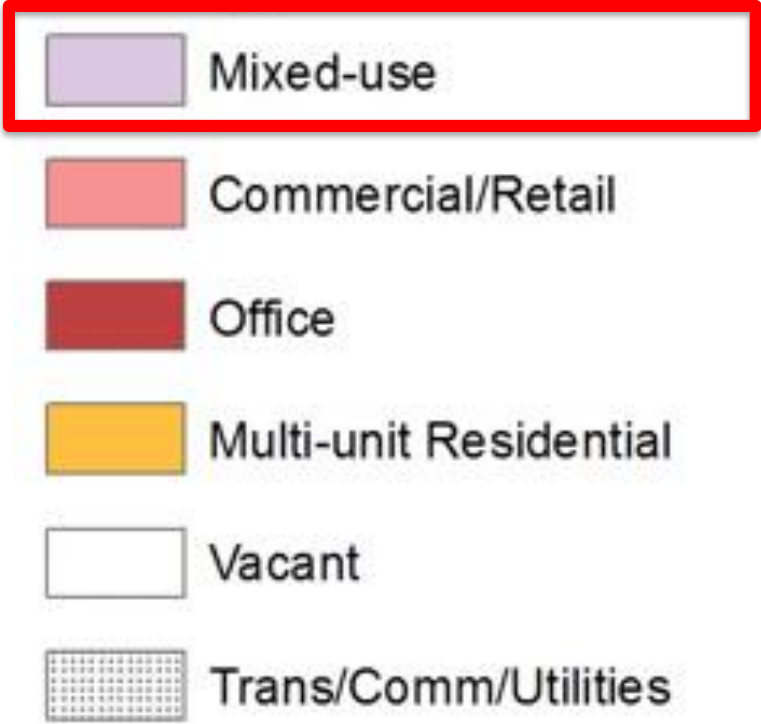 Mixed-use
Commercial/Retail
Office
Multi-unit Residential
Vacant
Trans/Comm/Utilities